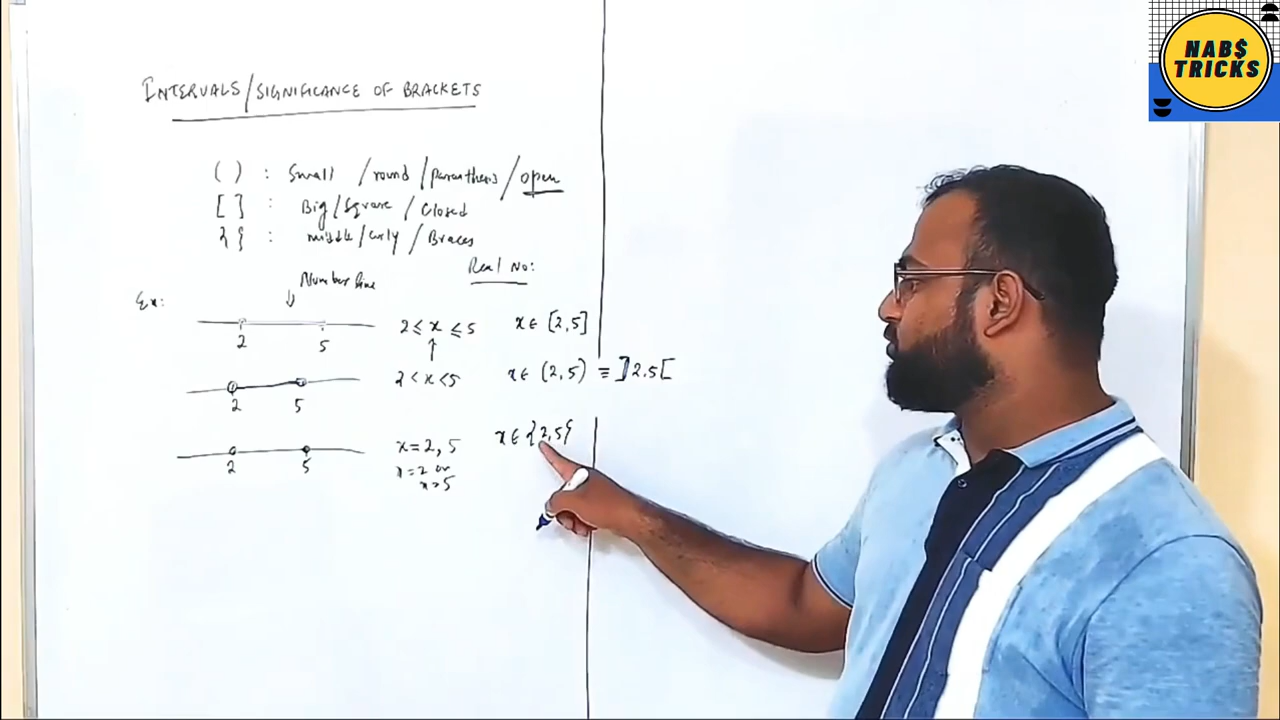 NAB$
TRICKS
INTERVALS/SIGNIFICANCE OF BRACKETS
( ) : Small /round/paranthesis/open
[ ] : Big/Square/Closed
{ } : middle/curly/Braces
Real No:
Number line
Ex:
2 5 2 ≤ x ≤ 5 x ∈ [2,5]
2 5 2 < x < 5 x ∈ (2,5) ≡ ]2.5[
2 5 x = 2, 5 x ∈ {2,5}
x = 2 or
x = 5